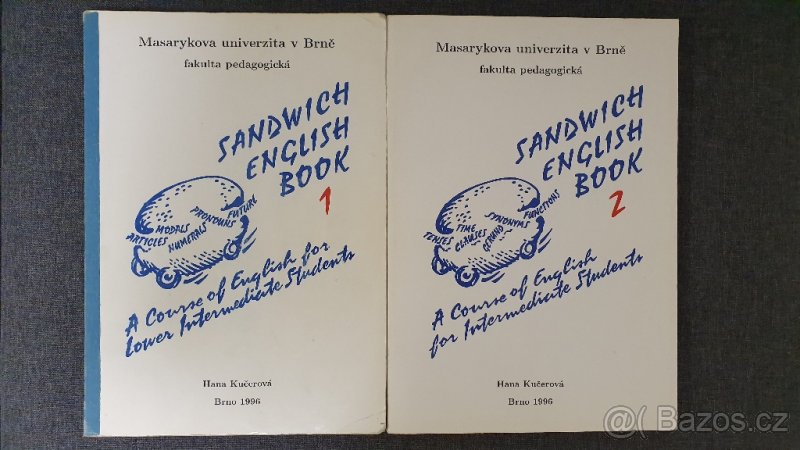 Masarykova univerzita v Brně
fakulta pedagogická
SANDWICH
ENGLISH
BOOK
1
MODALS
PRONOUNS
FUTURE
ARTICLES
NUMERALS
A Course of English for
Lower Intermediate Students
Hana Kučerová
Brno 1996
Masarykova univerzita v Brně
fakulta pedagogická
SANDWICH
ENGLISH
BOOK
2
TENSES
TIME
CLAUSES
SYNONYMS
GERUND
FUNCTIONS
A Course of English
for Intermediate Students
Hana Kučerová
Brno 1996
@ Bazos.cz